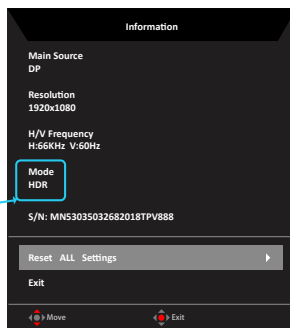 Information
Main Source
DP
Resolution
1920x1080
H/V Frequency
H:66KHz V:60Hz
Mode
HDR
S/N: MN53035032682018TPV888
Reset ALL Settings
Exit
Move Exit